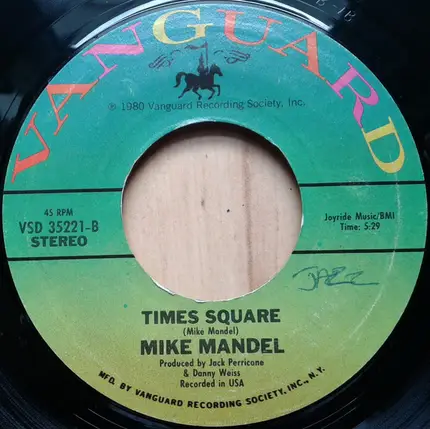 VANGUARD
℗ 1980 Vanguard Recording Society, Inc.
45 RPM
VSD 35221-B
STEREO
Joyride Music/BMI
Time: 5:29
JAZZ
TIMES SQUARE
(Mike Mandel)
MIKE MANDEL
Produced by Jack Perricone
& Danny Weiss
Recorded in USA
MFD. BY VANGUARD RECORDING SOCIETY, INC., N.Y.